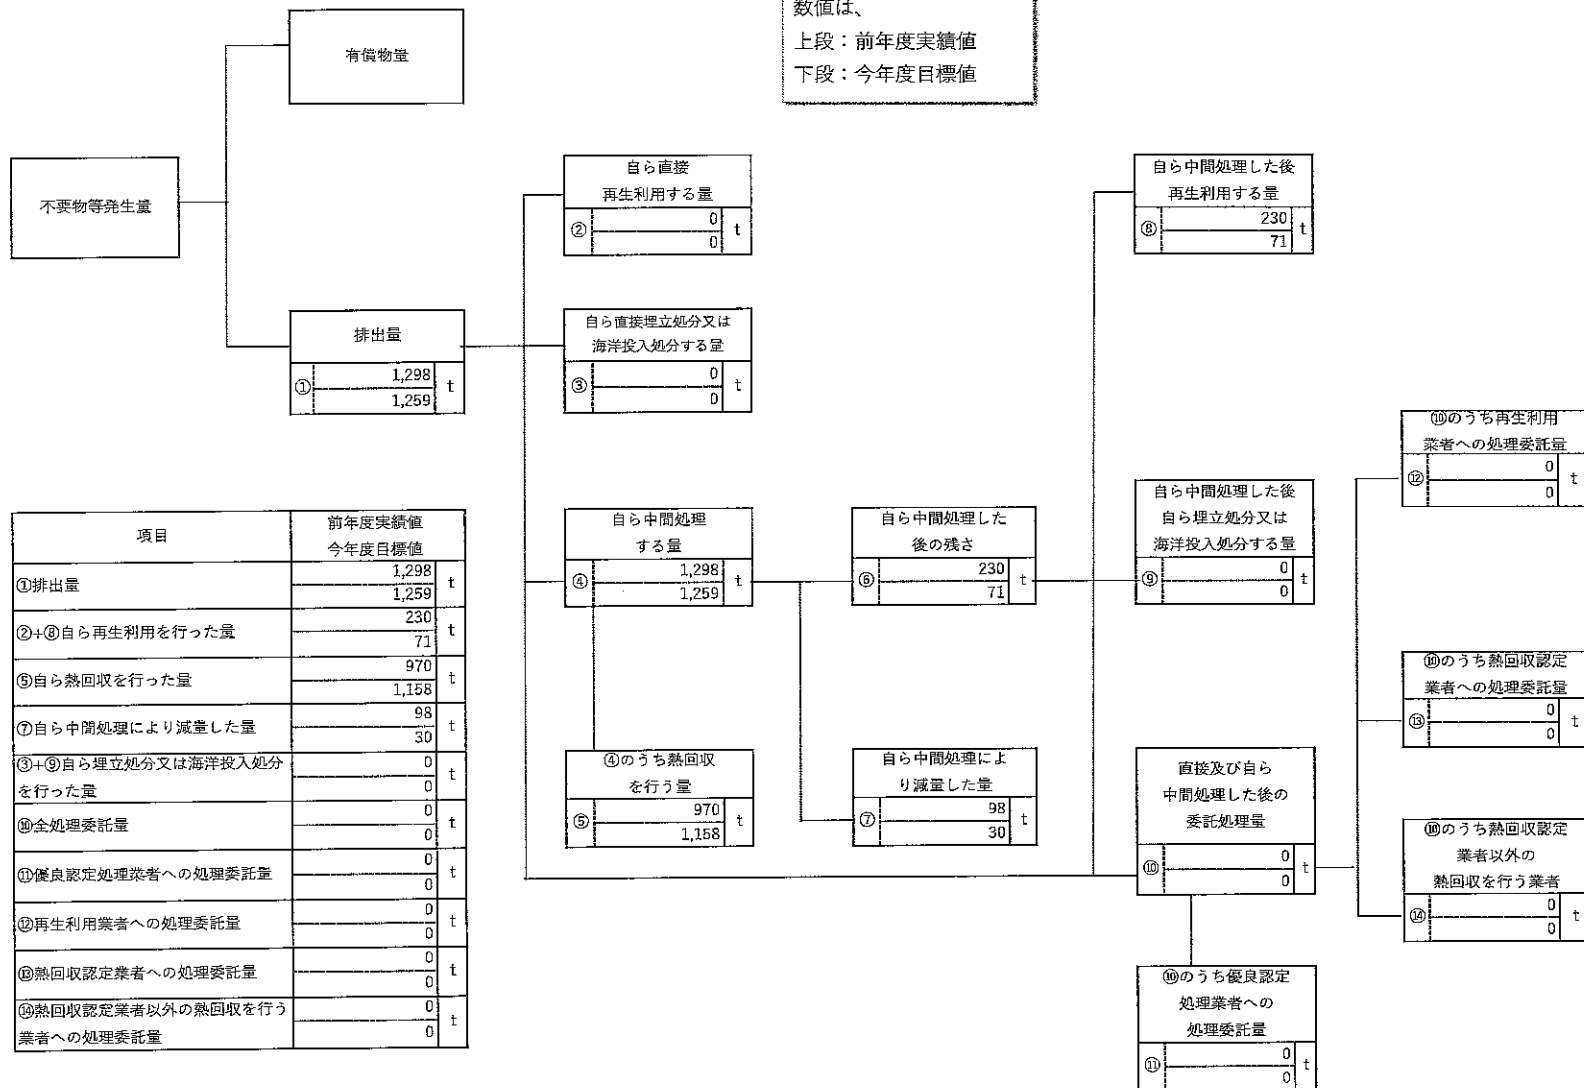 数値は、
上段：前年度実績値
下段：今年度目標値
有償物量
不要物等発生量
排出量
① 1,298 t
1,259
自ら直接
再生利用する量
② 0 t
0
自ら直接埋立処分又は
海洋投入処分する量
③ 0 t
0
自ら中間処理
する量
④ 1,298 t
1,259
④のうち熱回収
を行う量
⑤ 970 t
1,158
自ら中間処理した
後の残さ
⑥ 230 t
71
自ら中間処理によ
り減量した量
⑦ 98 t
30
自ら中間処理した後
再生利用する量
⑧ 230 t
71
自ら中間処理した後
自ら埋立処分又は
海洋投入処分する量
⑨ 0 t
0
直接及び自ら
中間処理した後の
委託処理量
⑩ 0 t
0
⑩のうち優良認定
処理業者への
処理委託量
⑪ 0 t
0
⑩のうち再生利用
業者への処理委託量
⑫ 0 t
0
⑩のうち熱回収認定
業者への処理委託量
⑬ 0 t
0
⑩のうち熱回収認定
業者以外の
熱回収を行う業者
⑭ 0 t
0
項目 前年度実績値
今年度目標値
①排出量 1,298 t
1,259
②+⑧自ら再生利用を行った量 230 t
71
⑤自ら熱回収を行った量 970 t
1,158
⑦自ら中間処理により減量した量 98 t
30
③+⑨自ら埋立処分又は海洋投入処分 0 t
を行った量 0
⑩全処理委託量 0 t
0
⑪優良認定処理業者への処理委託量 0 t
0
⑫再生利用業者への処理委託量 0 t
0
⑬熱回収認定業者への処理委託量 0 t
0
⑭熱回収認定業者以外の熱回収を行う 0 t
業者への処理委託量 0